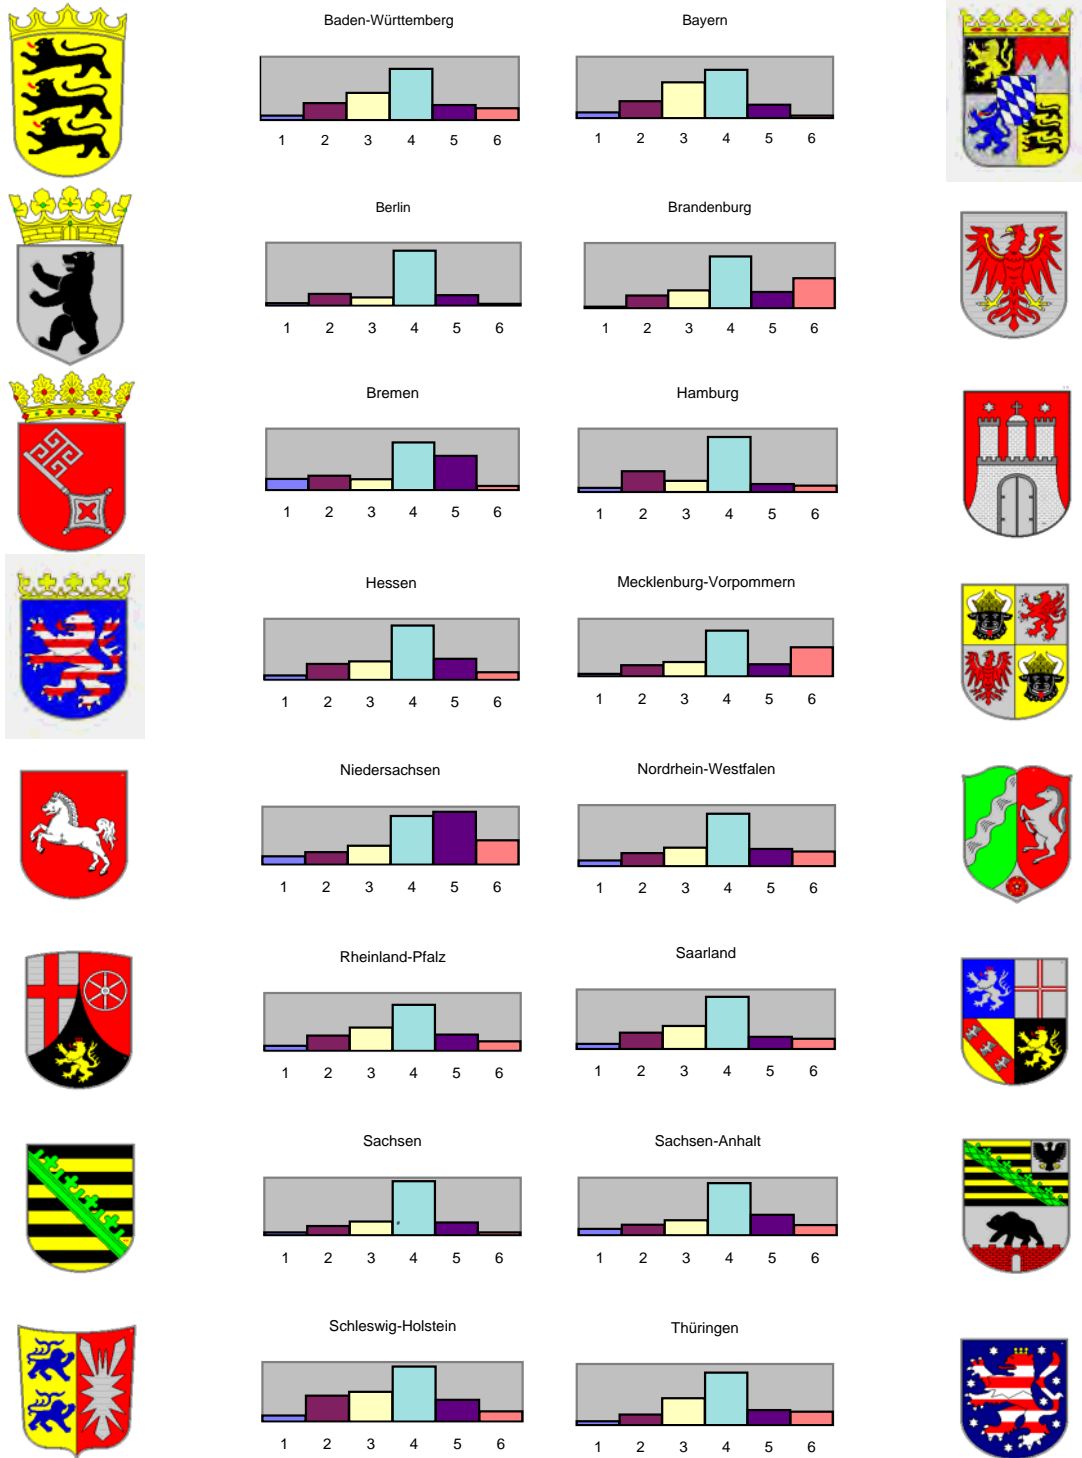 Baden-Württemberg Bayern
1 2 3 4 5 6 1 2 3 4 5 6
Berlin Brandenburg
1 2 3 4 5 6 1 2 3 4 5 6
Bremen Hamburg
1 2 3 4 5 6 1 2 3 4 5 6
Hessen Mecklenburg-Vorpommern
1 2 3 4 5 6 1 2 3 4 5 6
Niedersachsen Nordrhein-Westfalen
1 2 3 4 5 6 1 2 3 4 5 6
Rheinland-Pfalz Saarland
1 2 3 4 5 6 1 2 3 4 5 6
Sachsen Sachsen-Anhalt
1 2 3 4 5 6 1 2 3 4 5 6
Schleswig-Holstein Thüringen
1 2 3 4 5 6 1 2 3 4 5 6